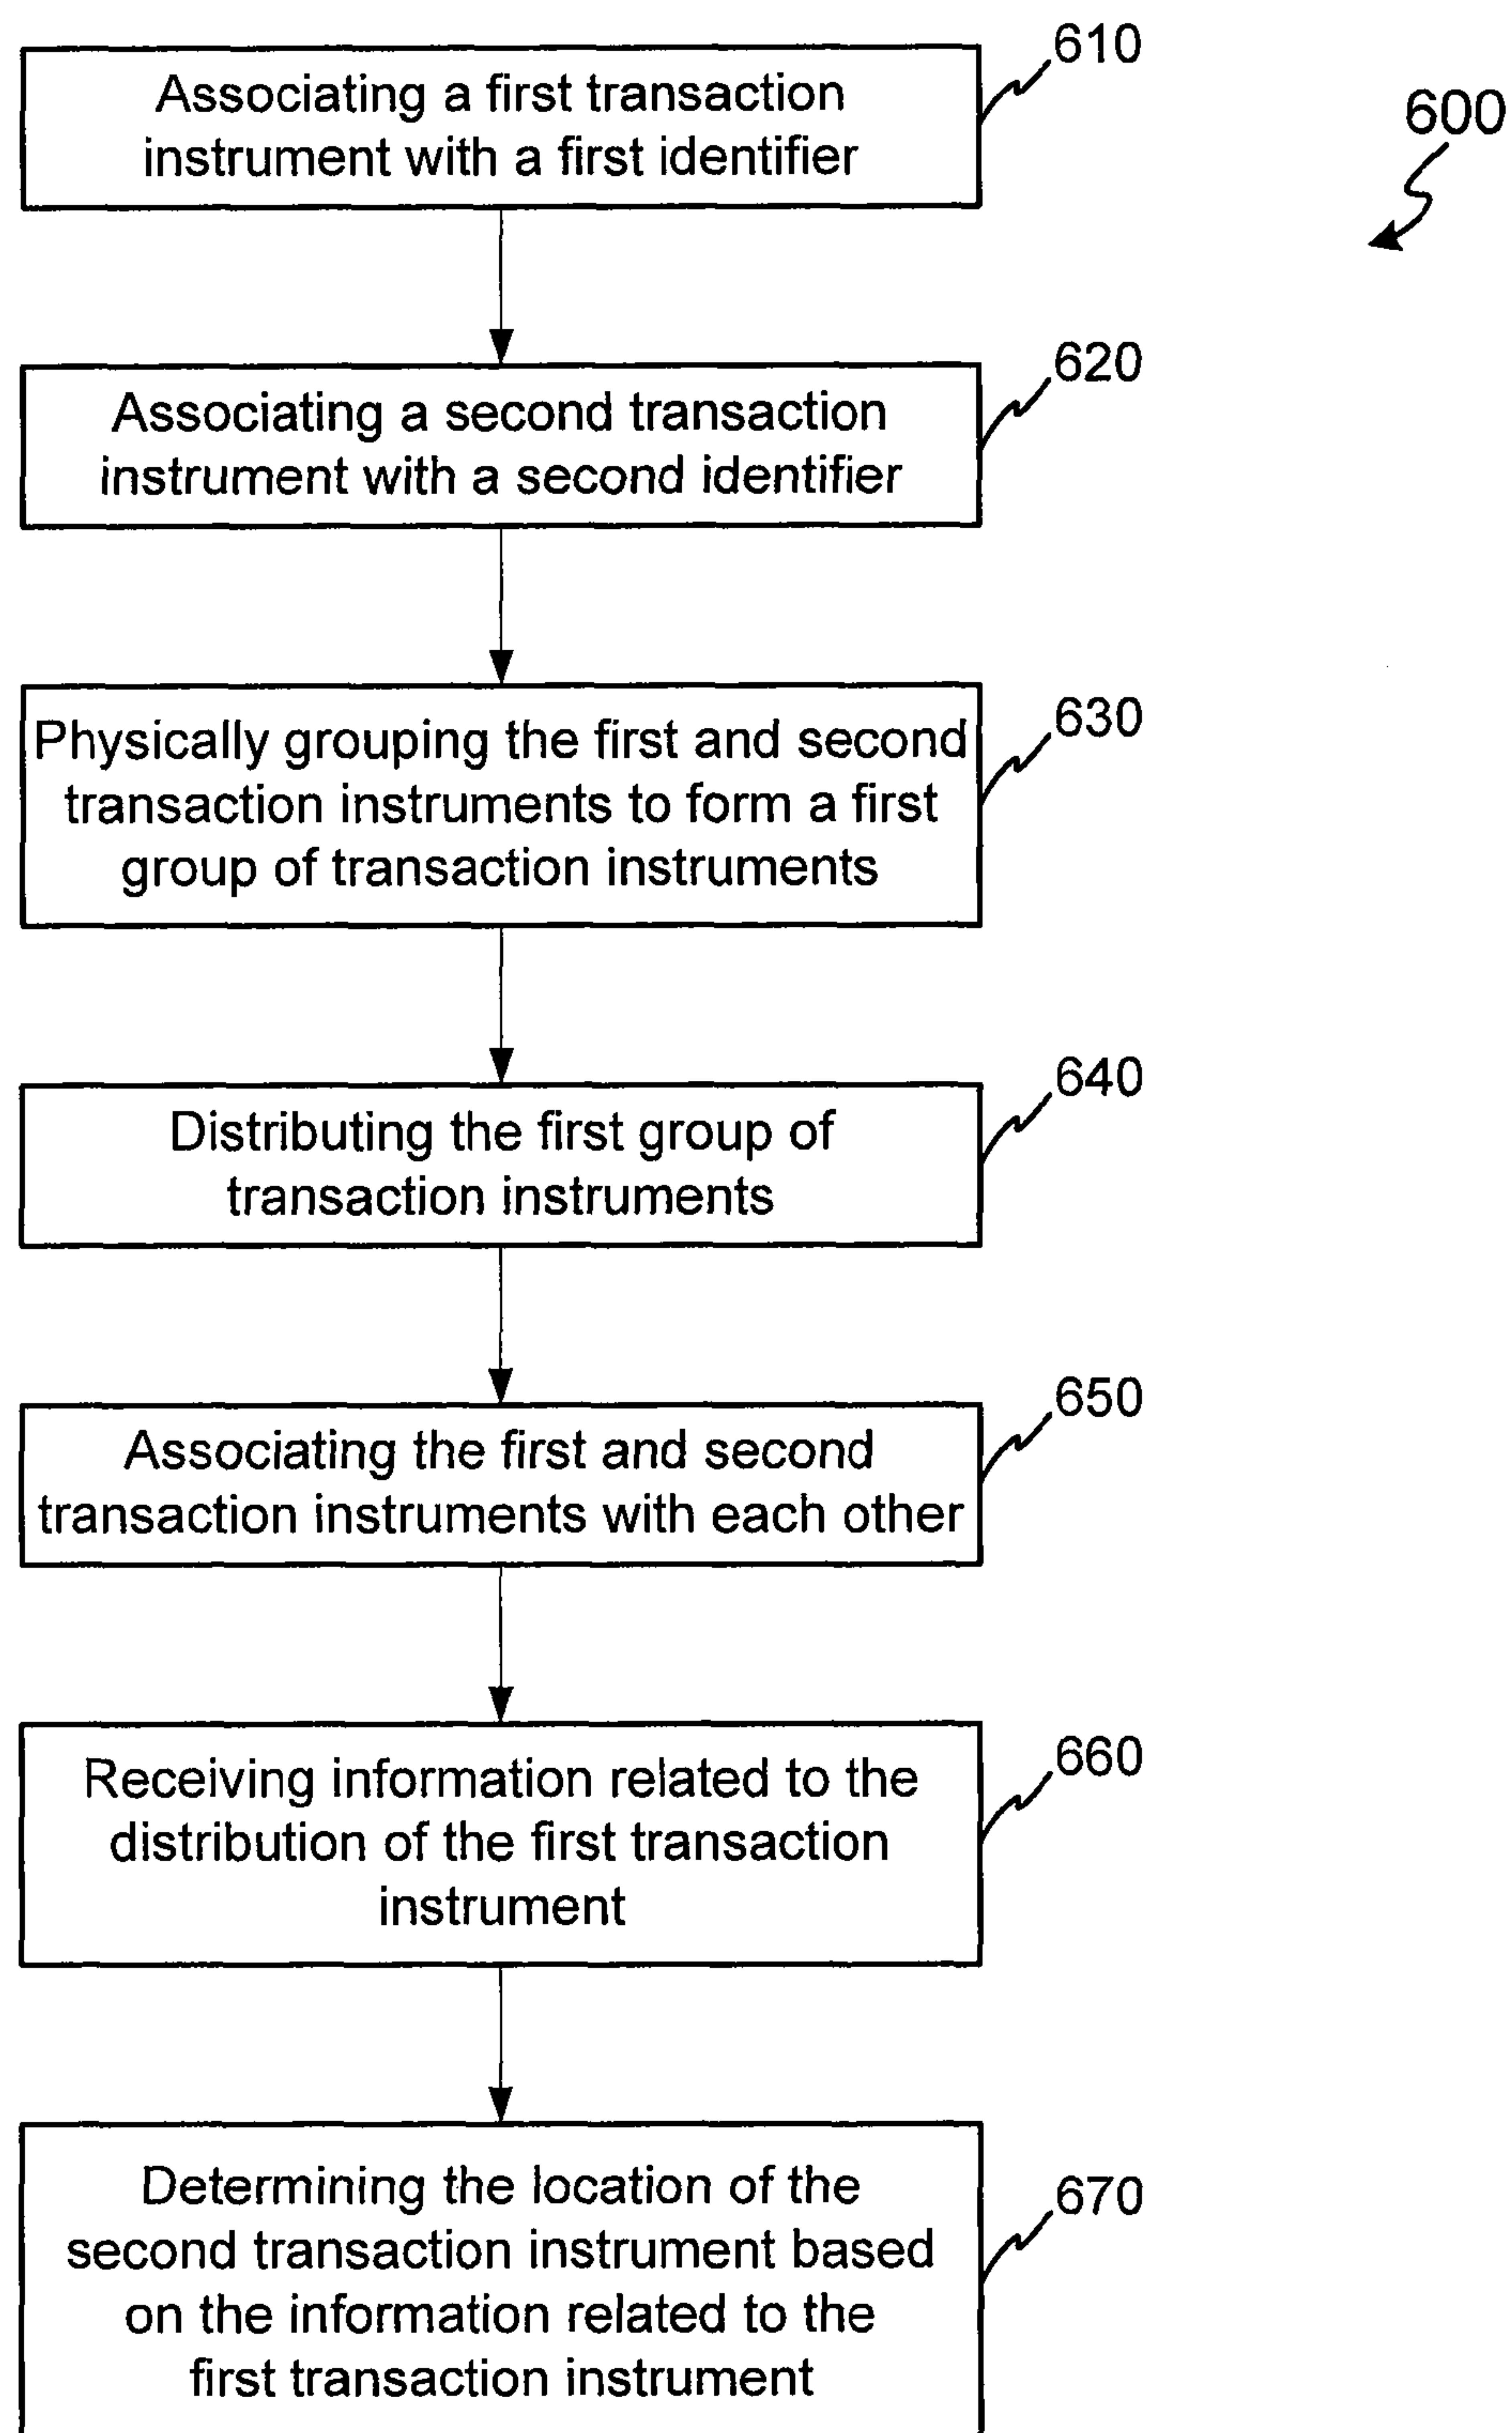 610
Associating a first transaction
instrument with a first identifier
600
620
Associating a second transaction
instrument with a second identifier
630
Physically grouping the first and second
transaction instruments to form a first
group of transaction instruments
640
Distributing the first group of
transaction instruments
650
Associating the first and second
transaction instruments with each other
660
Receiving information related to the
distribution of the first transaction
instrument
670
Determining the location of the
second transaction instrument based
on the information related to the
first transaction instrument